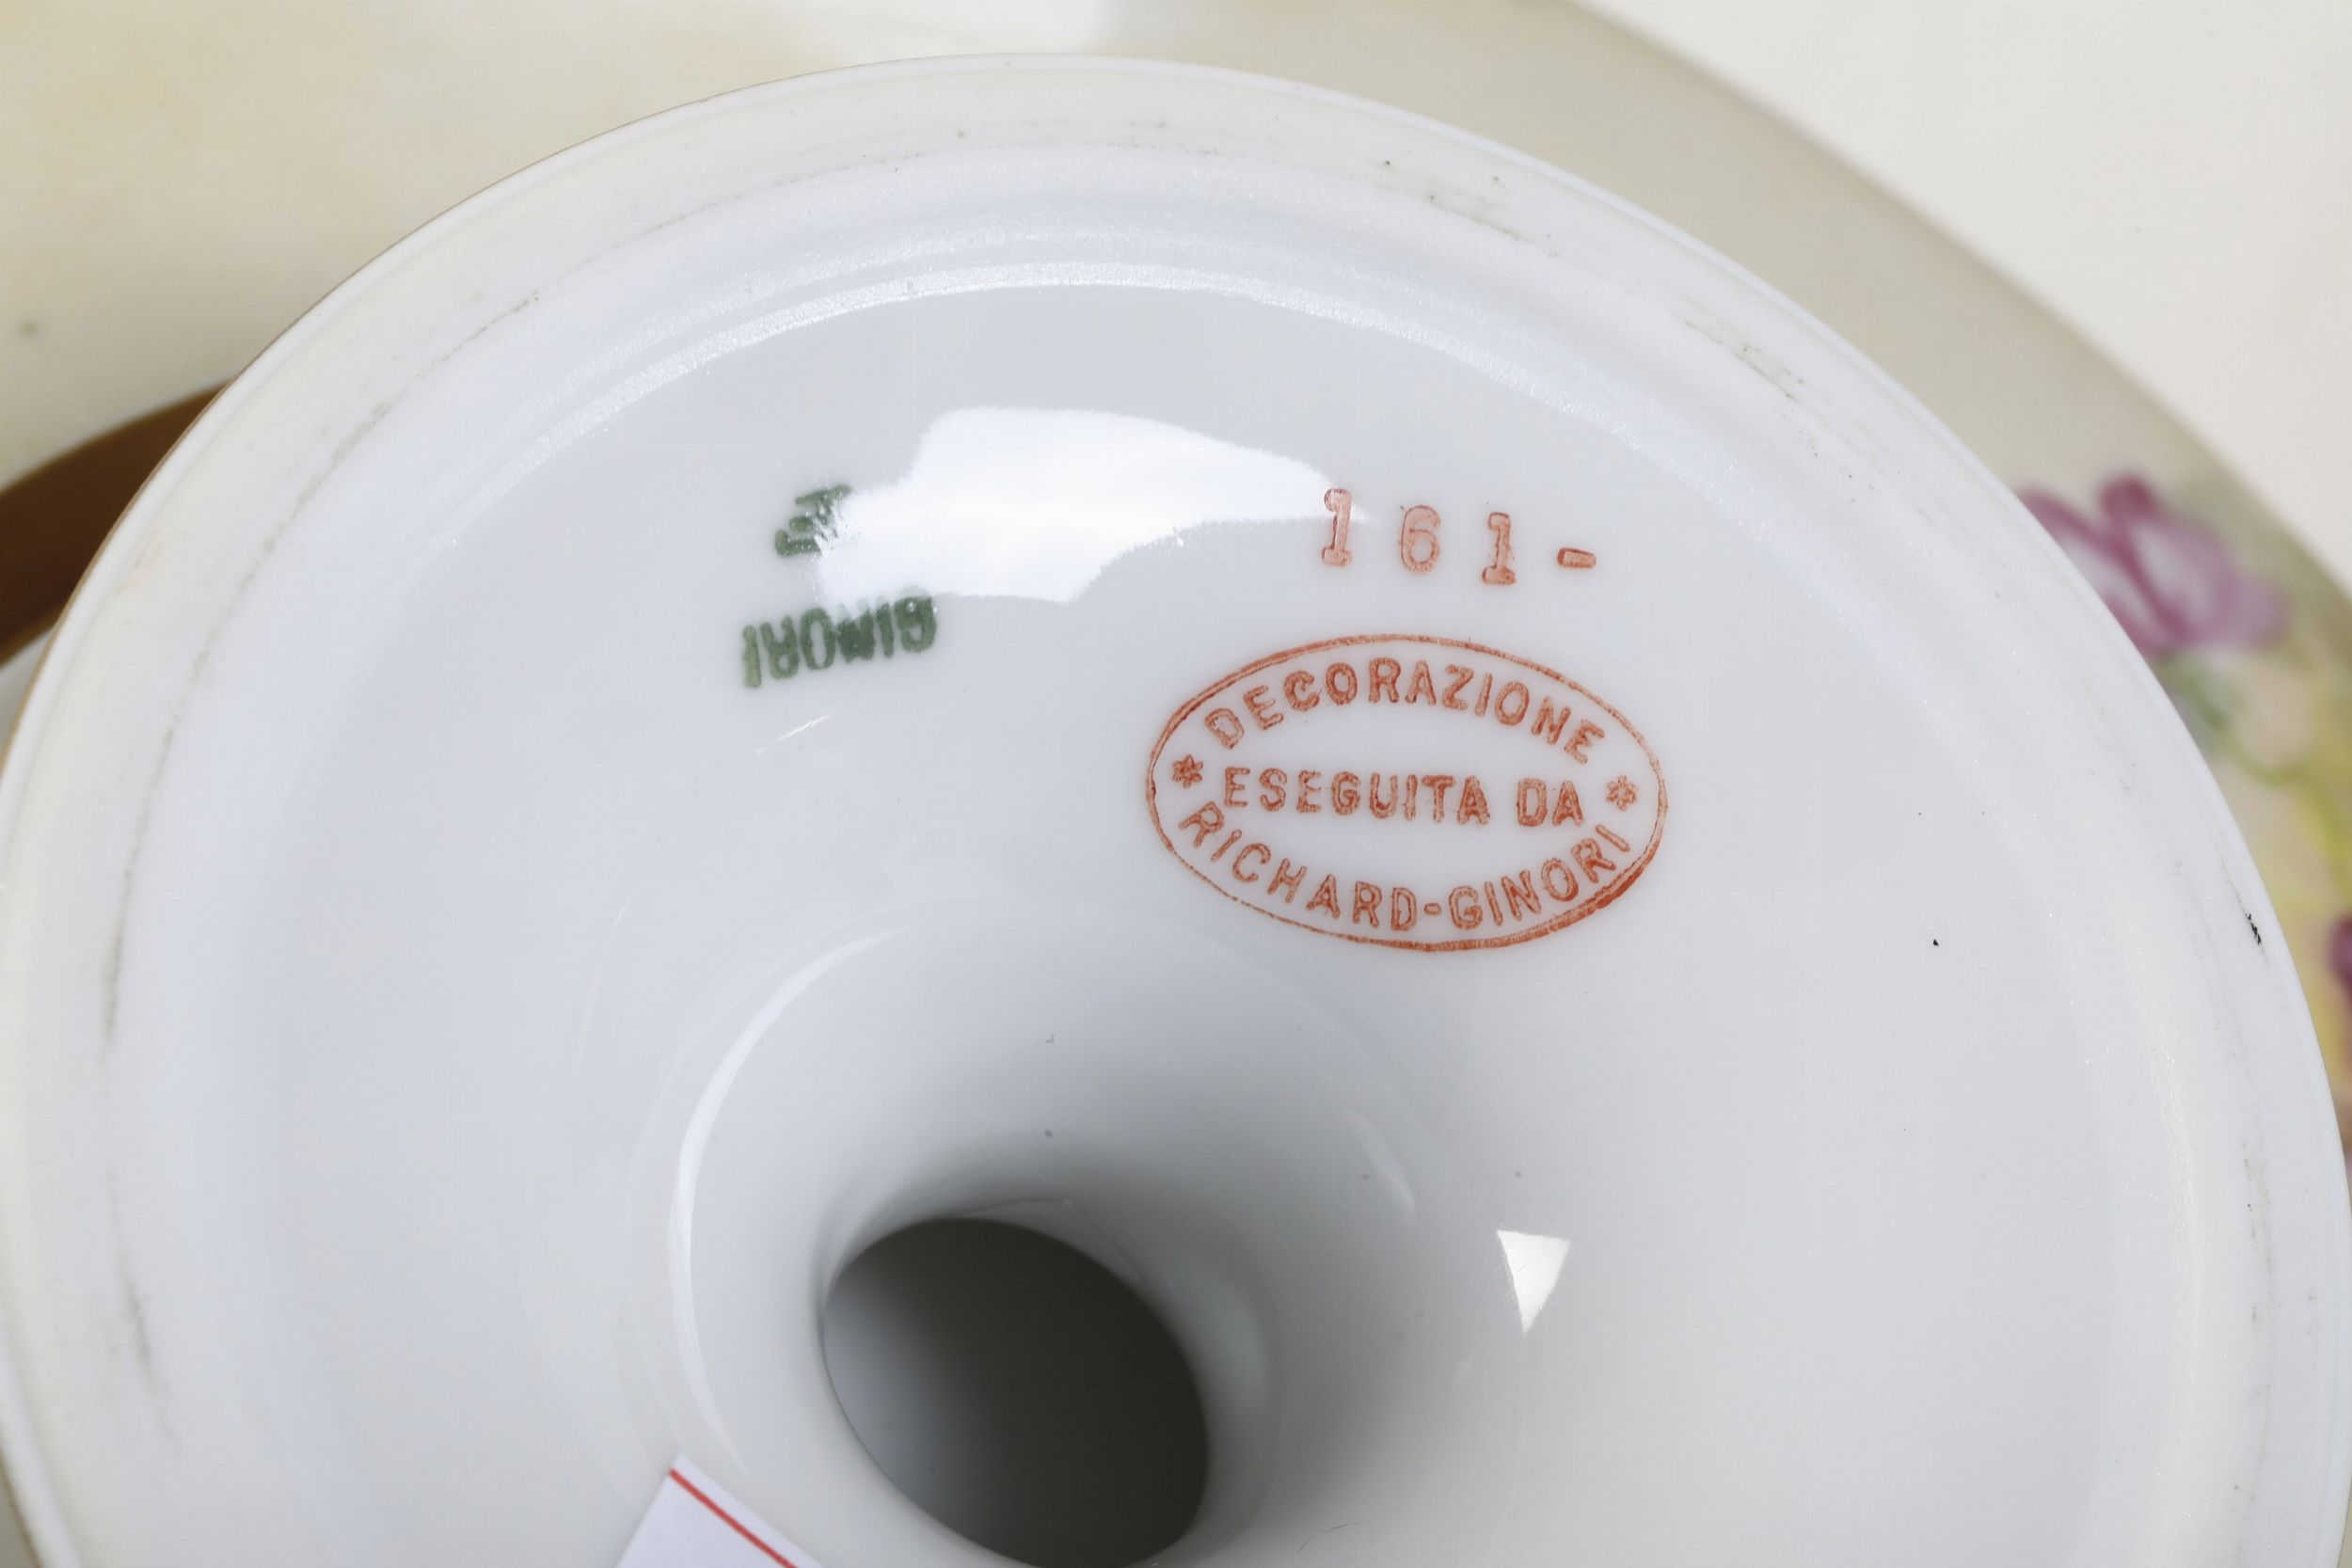 161-
GINORI
DECORAZIONE
ESEGUITA DA
RICHARD-GINORI